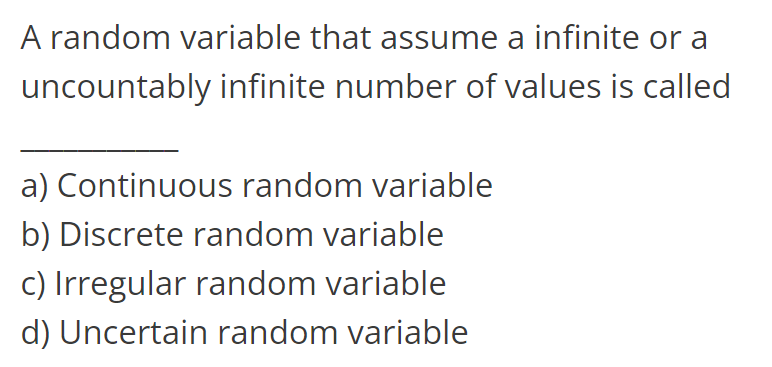 A random variable that assume a infinite or a
uncountably infinite number of values is called
___________
a) Continuous random variable
b) Discrete random variable
c) Irregular random variable
d) Uncertain random variable